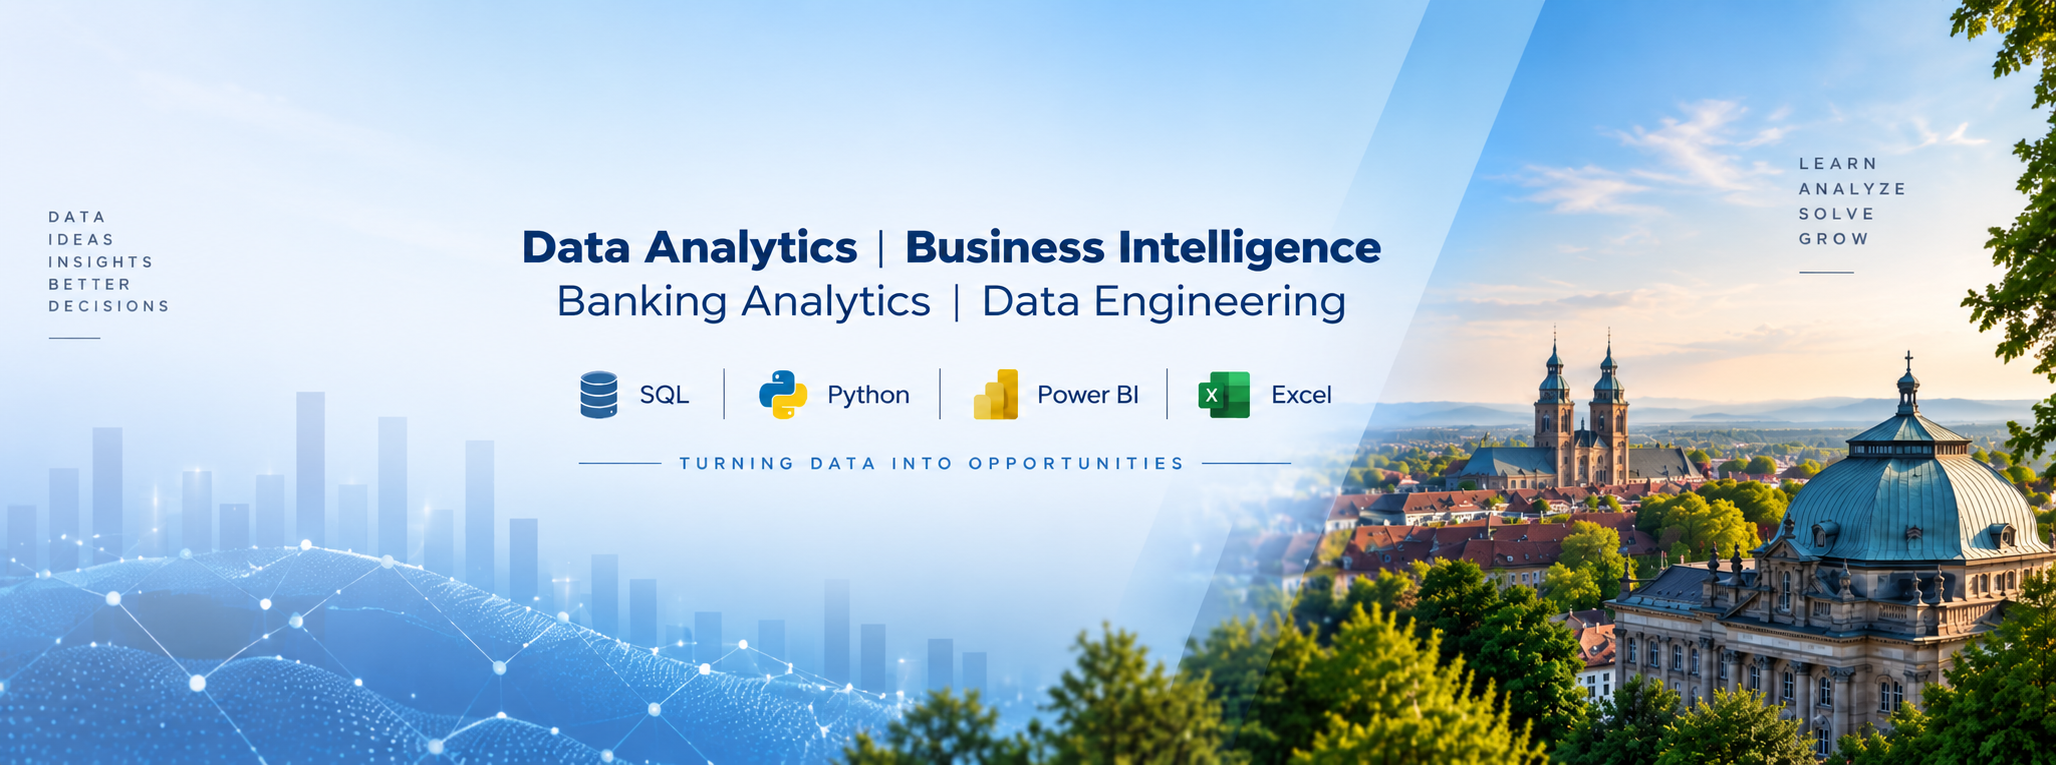 DATA
IDEAS
INSIGHTS
BETTER
DECISIONS
Data Analytics | Business Intelligence
Banking Analytics | Data Engineering
SQL | Python | Power BI | X Excel
TURNING DATA INTO OPPORTUNITIES
LEARN
ANALYZE
SOLVE
GROW